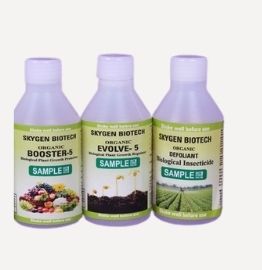 Shake well before use
SKYGEN BIOTECH
ORGANIC
BOOSTER-5
Biological Plant Growth Promoter
SAMPLE
Shake well before use
SKYGEN BIOTECH
ORGANIC
EVOLVE- 5
Biological Plant Growth Regulator
SAMPLE
Shake well before use
SKYGEN BIOTECH
ORGANIC
DEFOLIANT
Biological Insecticide
SAMPLE